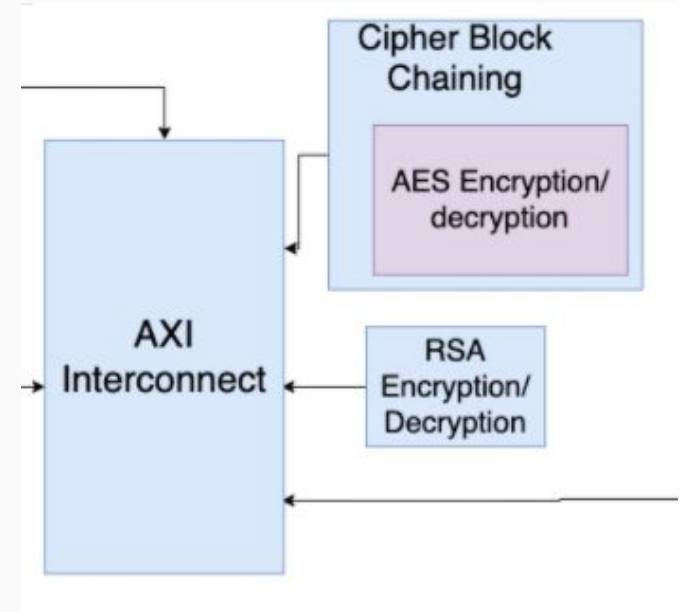 Cipher Block
Chaining
AES Encryption/
decryption
AXI
Interconnect
RSA
Encryption/
Decryption